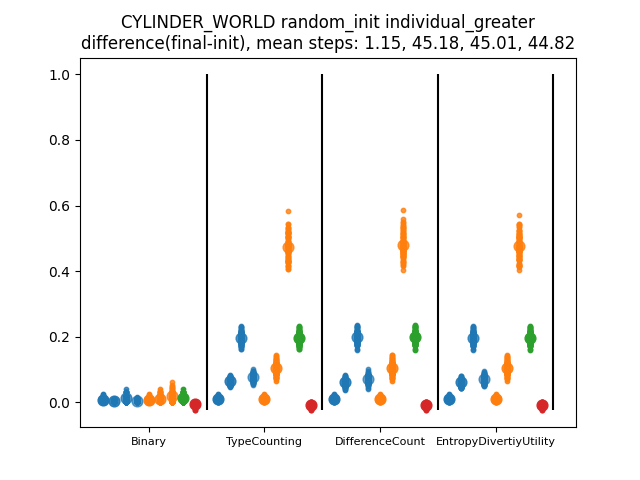 CYLINDER_WORLD random_init individual_greater
difference(final-init), mean steps: 1.15, 45.18, 45.01, 44.82
1.0
0.8
0.6
0.4
0.2
0.0
Binary TypeCounting DifferenceCount EntropyDivertiyUtility